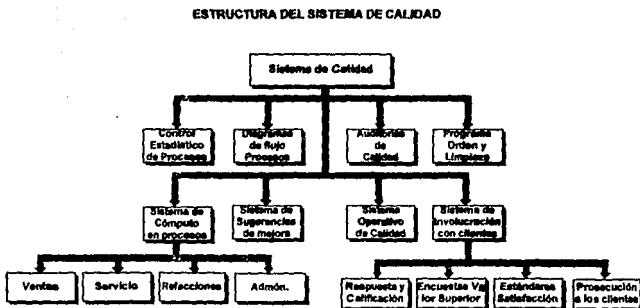 ESTRUCTURA DEL SISTEMA DE CALIDAD
Sistema de Calidad
Control
Estadístico
de Procesos
Diagramas
de flujo
Procesos
Auditorías
de
Calidad
Programa
Orden y
Limpieza
Sistema de
Cómputo
en procesos
Sistema de
Sugerencias
de mejora
Sistema
Operativo
de Calidad
Sistema de
Involucración
con clientes
Ventas
Servicio
Refacciones
Admón.
Respuesta y
Calificación
Encuestas Va
lor Superior
Estándares
Satisfacción
Prosecución
a los clientes